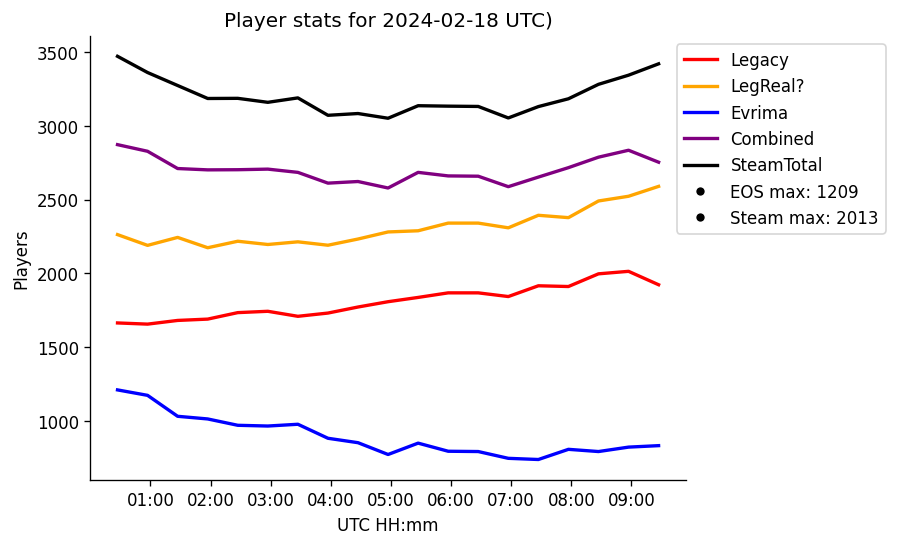 Player stats for 2024-02-18 UTC)
3500
3000
2500
2000
1500
1000
Players
01:00 02:00 03:00 04:00 05:00 06:00 07:00 08:00 09:00
UTC HH:mm
Legacy
LegReal?
Evrima
Combined
SteamTotal
EOS max: 1209
Steam max: 2013